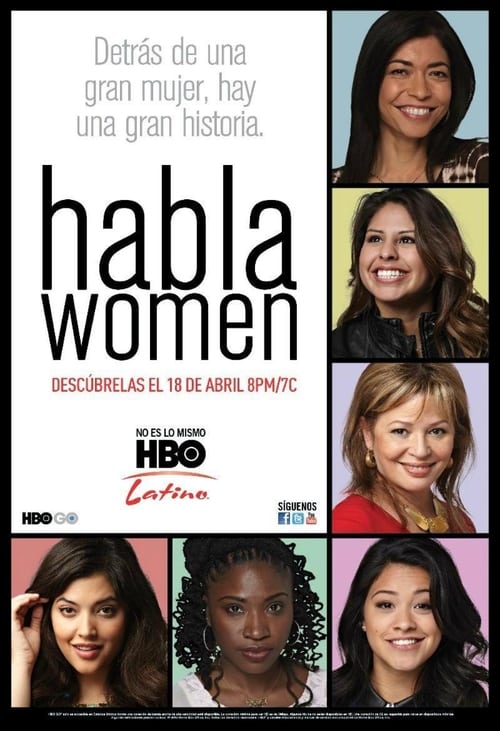 Detrás de una
gran mujer, hay
una gran historia.
habla
women
DESCÚBRELAS EL 18 DE ABRIL 8PM/7C
NO ES LO MISMO
HBO
Latino
HBO GO
SÍGUENOS